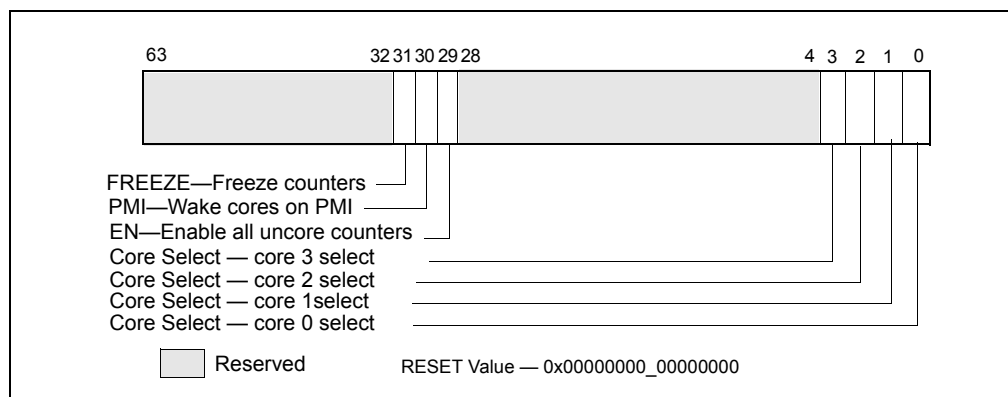 63 32 31 30 29 28 4 3 2 1 0
FREEZE—Freeze counters
PMI—Wake cores on PMI
EN—Enable all uncore counters
Core Select — core 3 select
Core Select — core 2 select
Core Select — core 1select
Core Select — core 0 select
Reserved RESET Value — 0x00000000_00000000